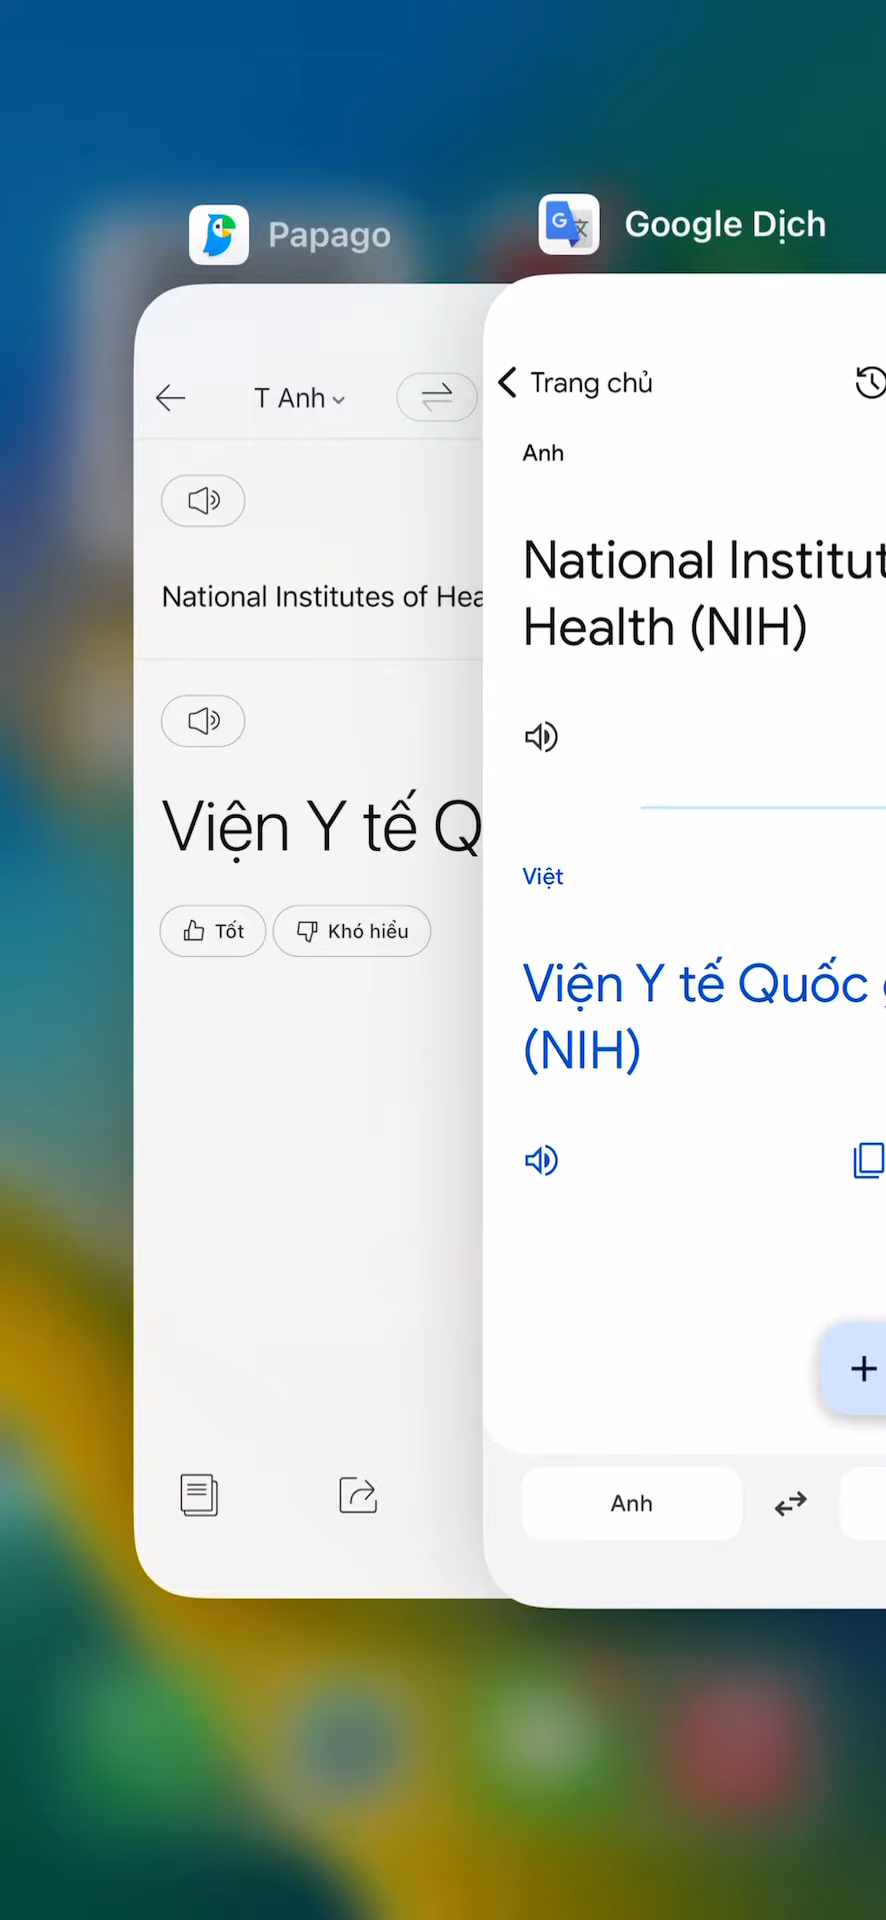 Papago
Google Dịch
T Anh
National Institutes of Hea
Viện Y tế Q
Tốt
Khó hiểu
Trang chủ
Anh
National Institut
Health (NIH)
Việt
Viện Y tế Quốc
(NIH)
Anh